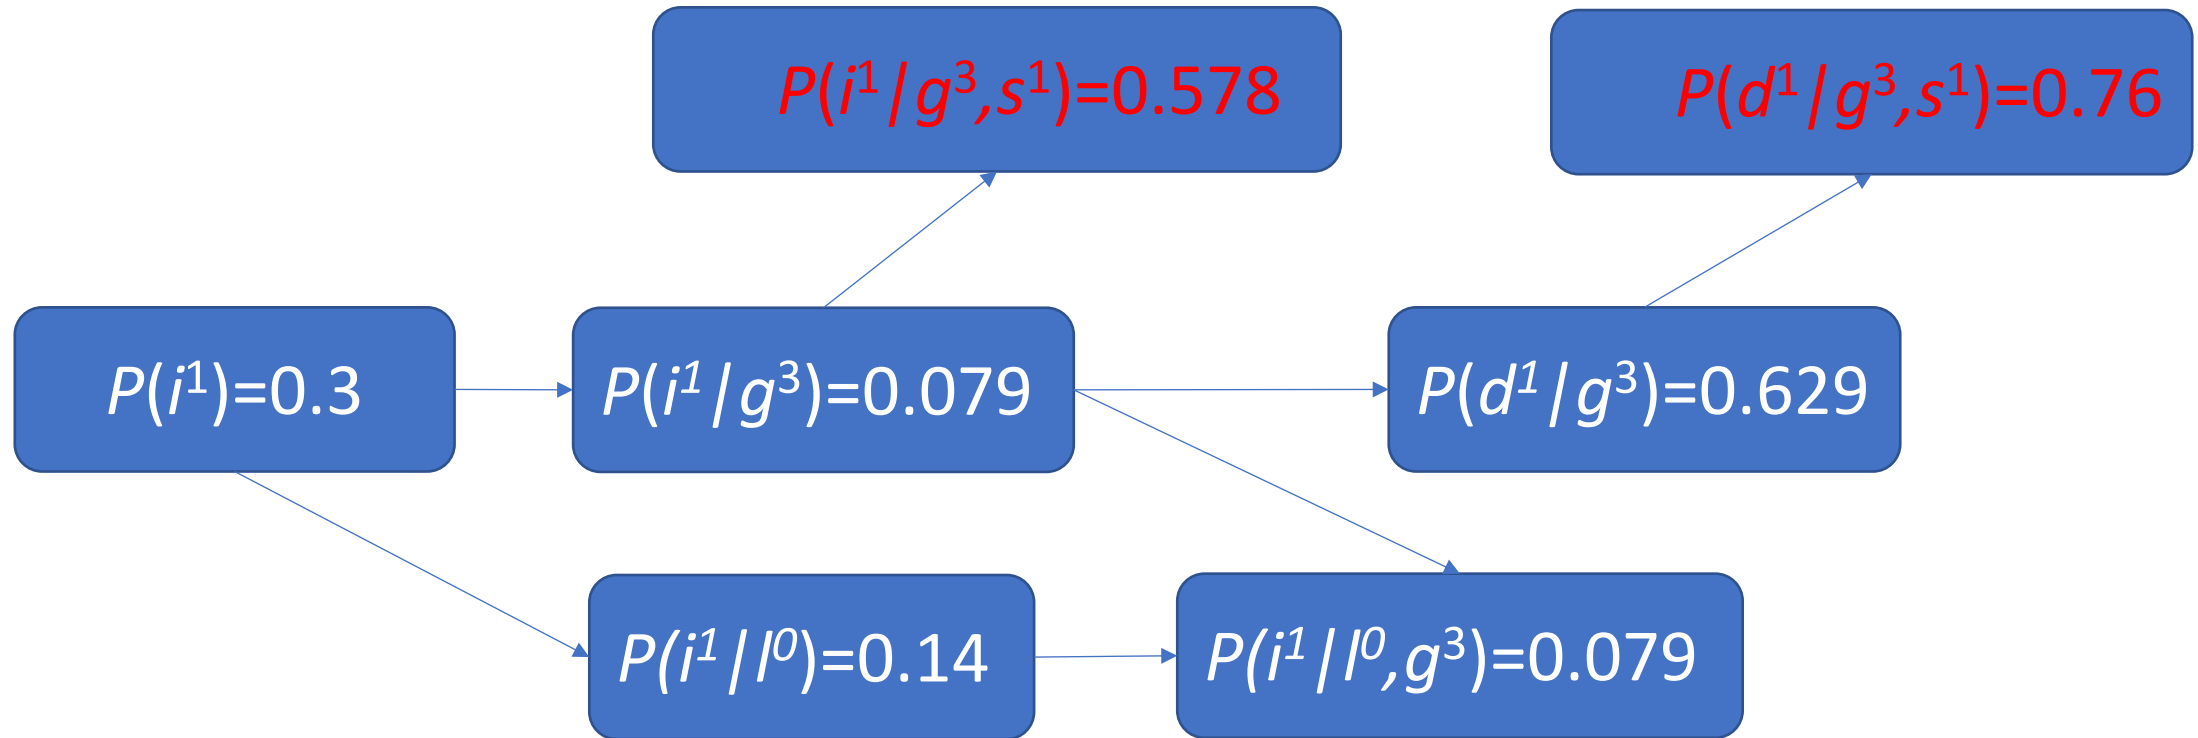 P(i¹|g³,s¹)=0.578
P(d¹|g³,s¹)=0.76
P(i¹)=0.3
P(i¹|g³)=0.079
P(d¹|g³)=0.629
P(i¹|l⁰)=0.14
P(i¹|l⁰,g³)=0.079